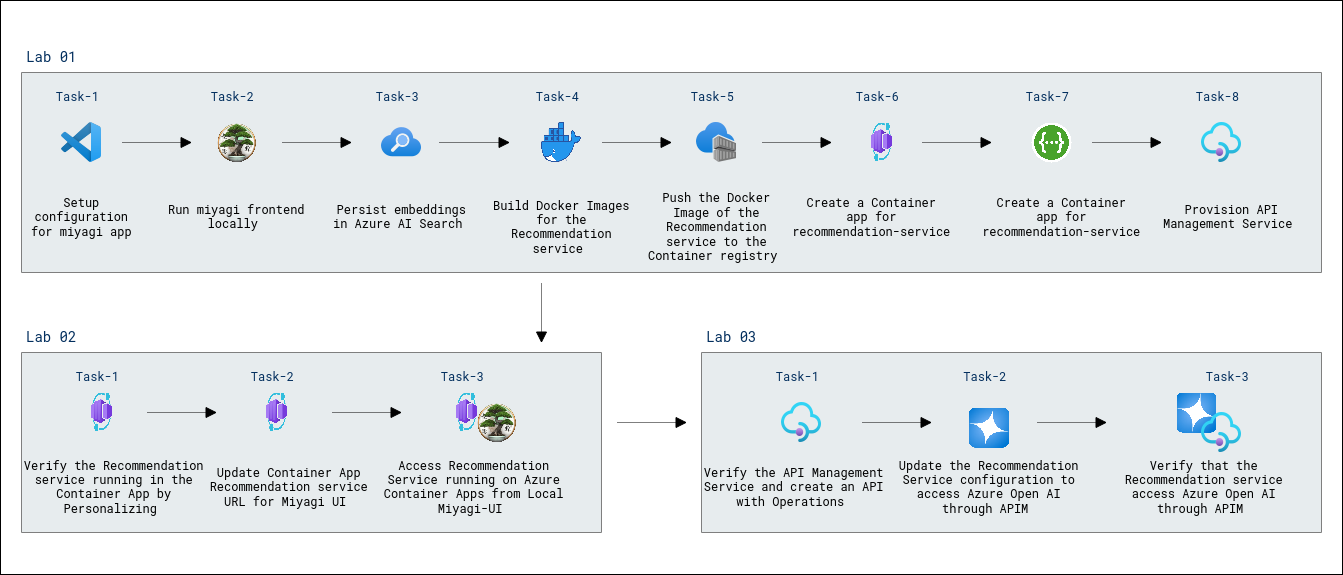 Lab 01
Task-1
Task-2
Task-3
Task-4
Task-5
Task-6
Task-7
Task-8
Setup
configuration
for miyagi app
Run miyagi frontend
locally
Persist embeddings
in Azure AI Search
Build Docker Images
for the
Recommendation
service
Push the Docker
Image of the
Recommendation
service to the
Container registry
Create a Container
app for
recommendation-service
Create a Container
app for
recommendation-service
Provision API
Management Service
Lab 02
Task-1
Task-2
Task-3
Verify the Recommendation
service running in the
Container App by
Personalizing
Update Container App
Recommendation service
URL for Miyagi UI
Access Recommendation
Service running on Azure
Container Apps from Local
Miyagi-UI
Lab 03
Task-1
Task-2
Task-3
Verify the API Management
Service and create an API
with Operations
Update the Recommendation
Service configuration to
access Azure Open AI
through APIM
Verify that the
Recommendation service
access Azure Open AI
through APIM